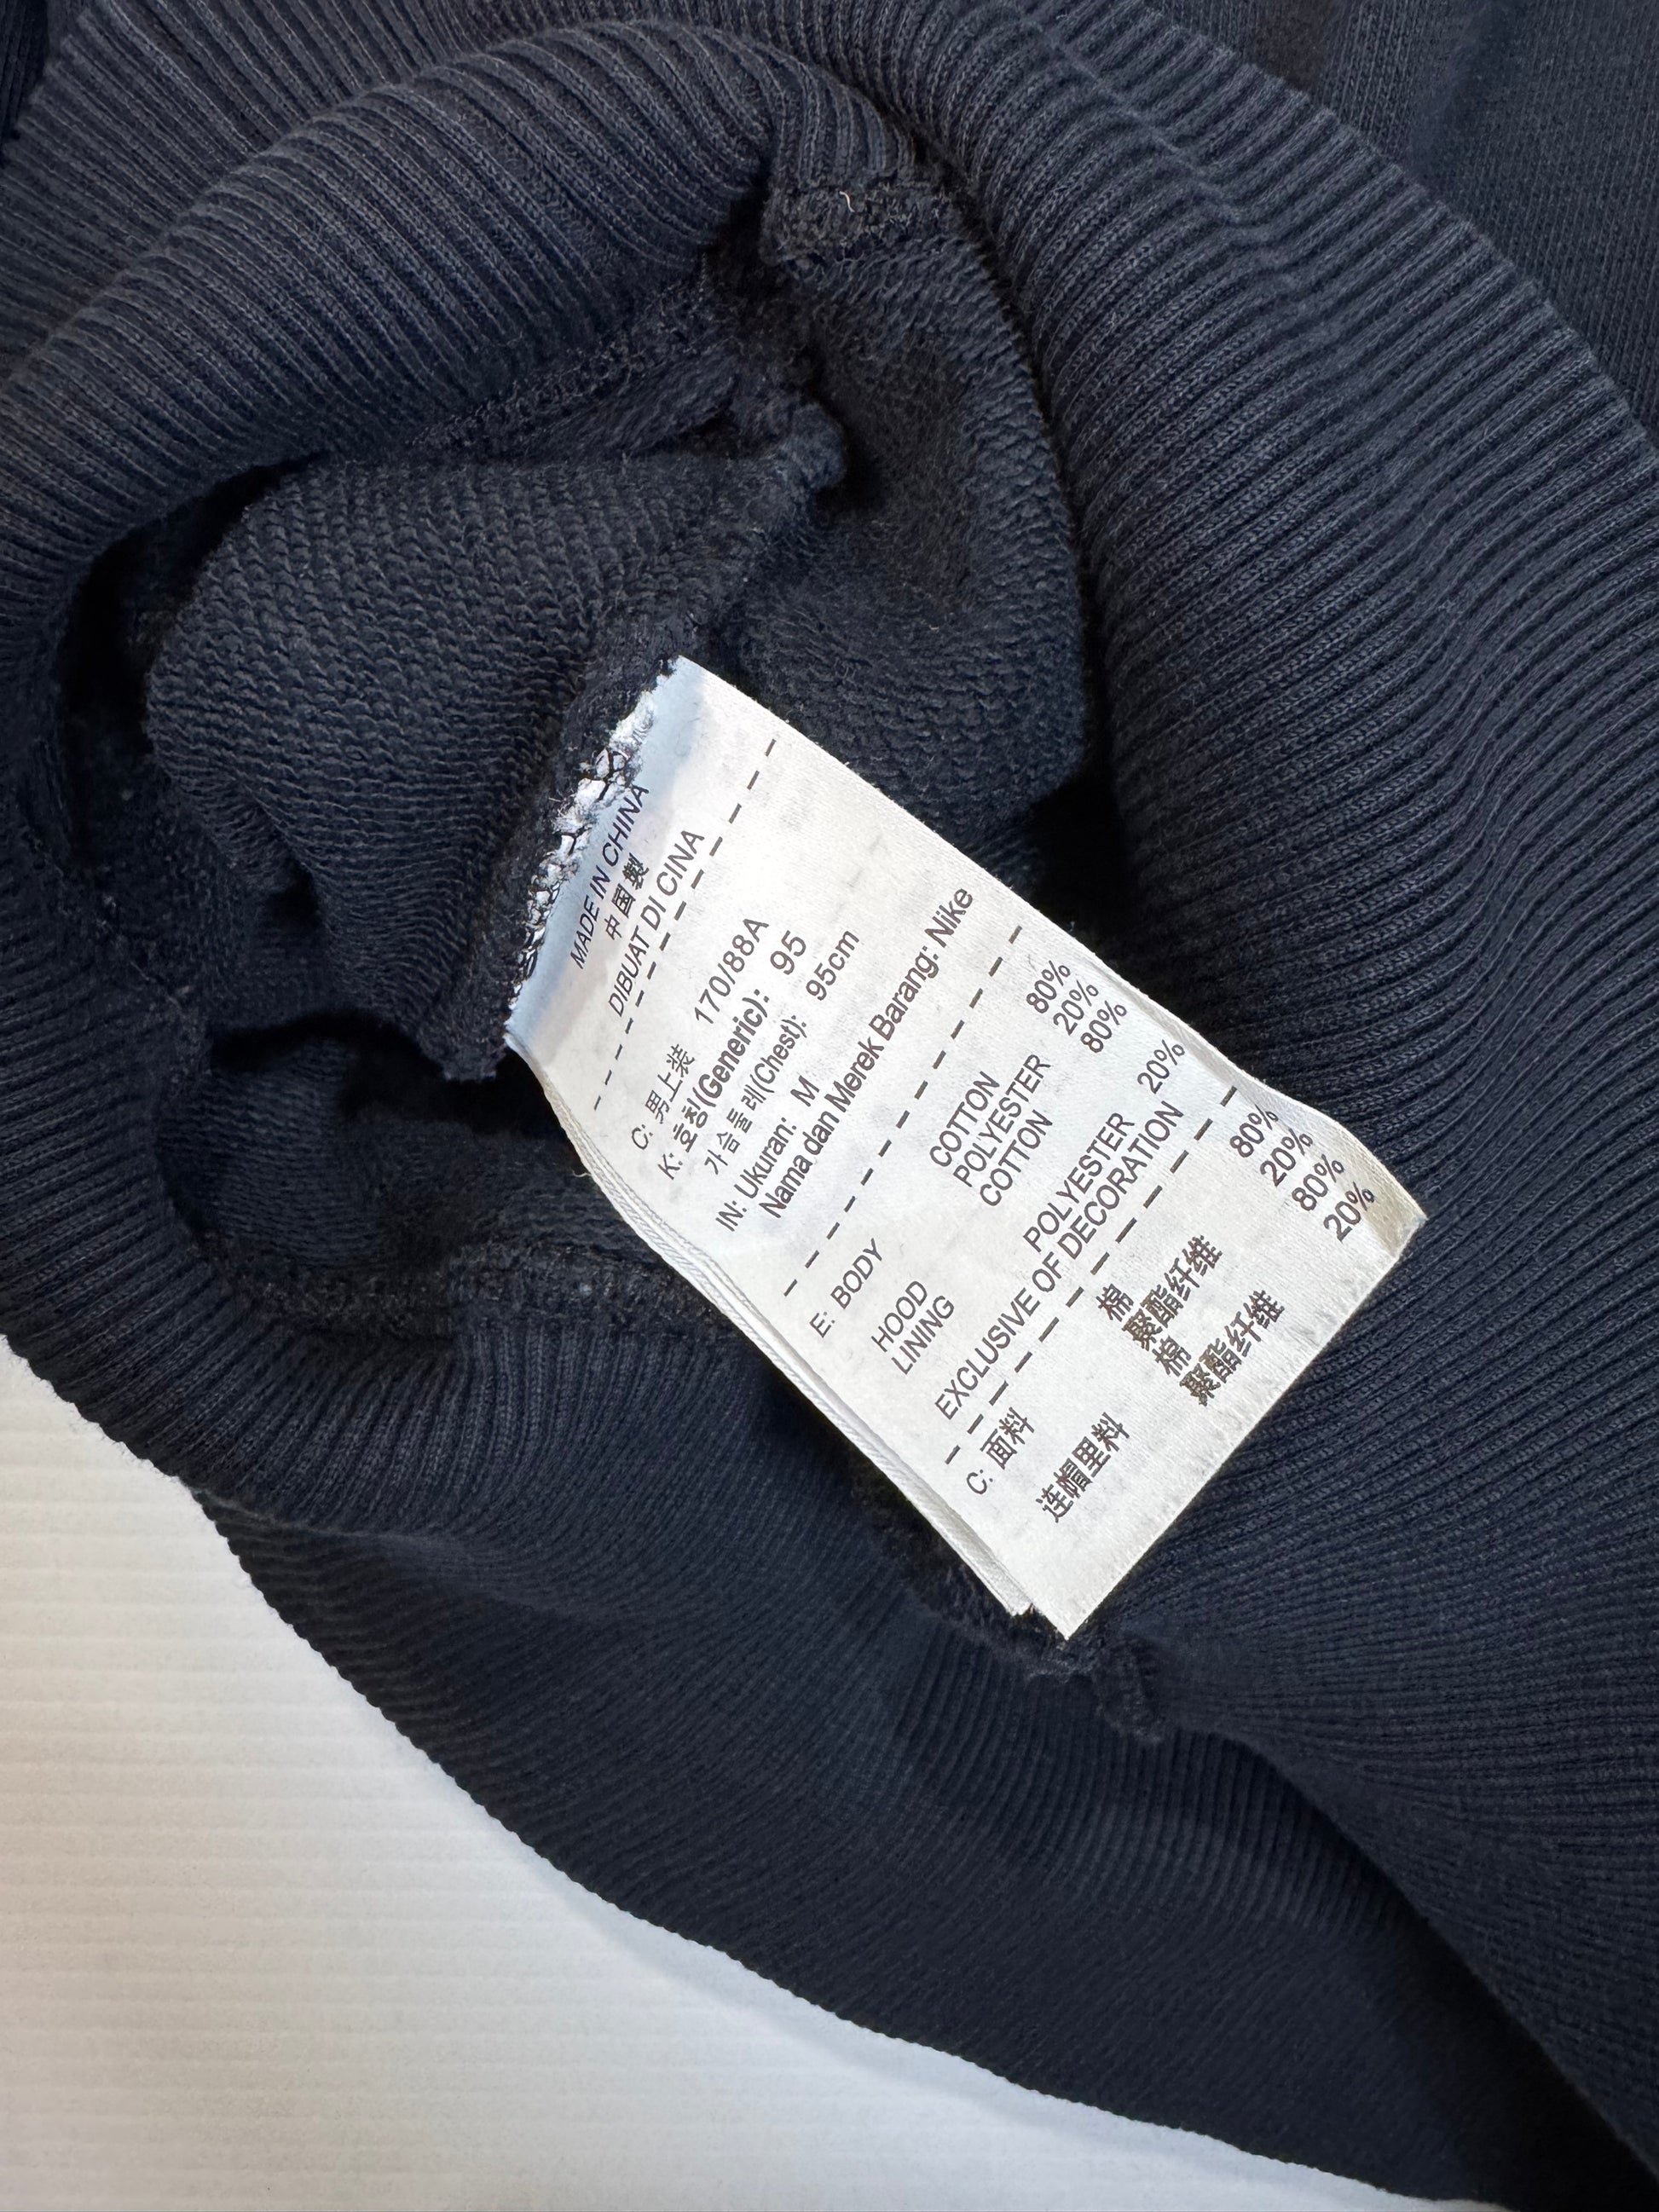 MADE IN CHINA
中国製
DIBUAT DI CINA
C: 男上装 170/88A
K: 호칭(Generic): 95
가슴둘레(Chest): 95cm
IN: Ukuran: M
Nama dan Merek Barang: Nike
E: BODY COTTON 80%
POLYESTER 20%
HOOD COTTON 80%
LINING
POLYESTER 20%
EXCLUSIVE OF DECORATION
C: 面料 棉 80%
聚酯纤维 20%
连帽里料 棉 80%
聚酯纤维 20%